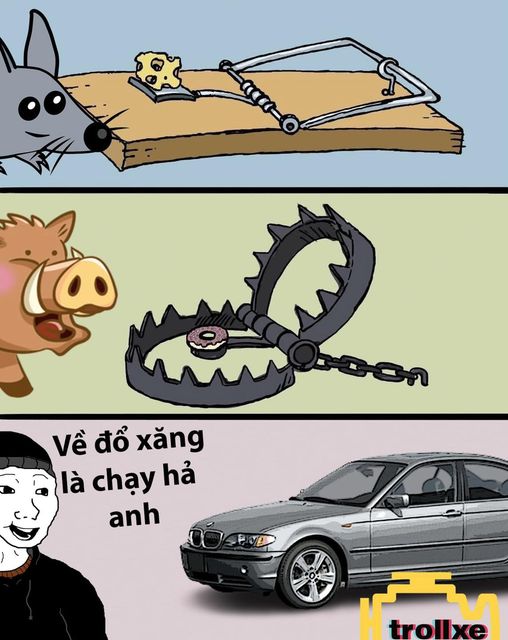 Về đổ xăng
là chạy hả
anh
trollxe